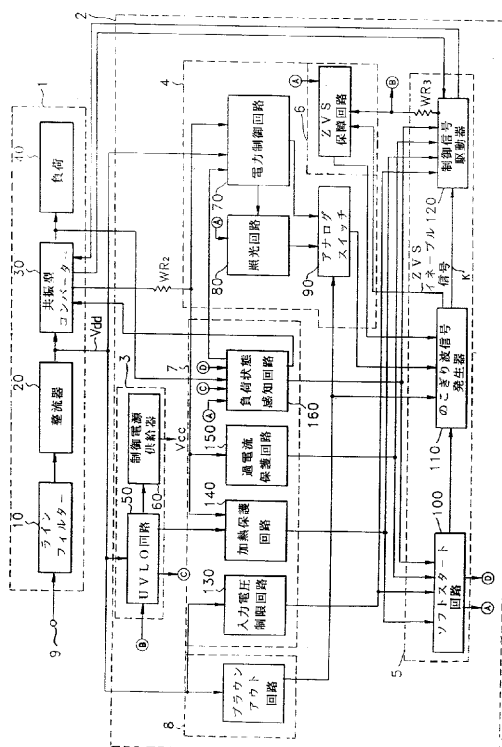 1
2
9
10
ライン
フィルター
20
整流器
30
共振型
コンバーター
40
負荷
Vdd
3
50
UVLO回路
60
制御電源
供給器
Vcc
B
C
WR2
4
70
電力制御回路
80
照光回路
A
90
アナログ
スイッチ
6
ZVS
保障回路
A
B
WR3
7
130
入力電圧
制限回路
140
加熱保護
回路
150
過電流
保護回路
160
負荷状態
感知回路
A
C
D
8
ブラウン
アウト
回路
5
100
ソフトスタート
回路
A
D
110
のこぎり波信号
発生器
ZVS
イネーブル
信号
K
120
制御信号
駆動器